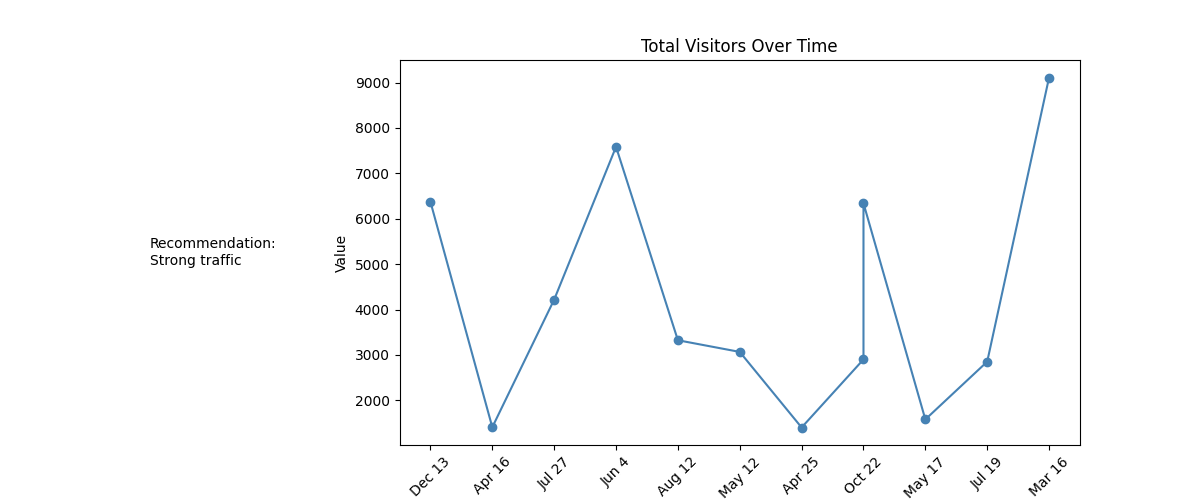 Total Visitors Over Time
Recommendation:
Strong traffic
Value
9000
8000
7000
6000
5000
4000
3000
2000
Dec 13
Apr 16
Jul 27
Jun 4
Aug 12
May 12
Apr 25
Oct 22
May 17
Jul 19
Mar 16